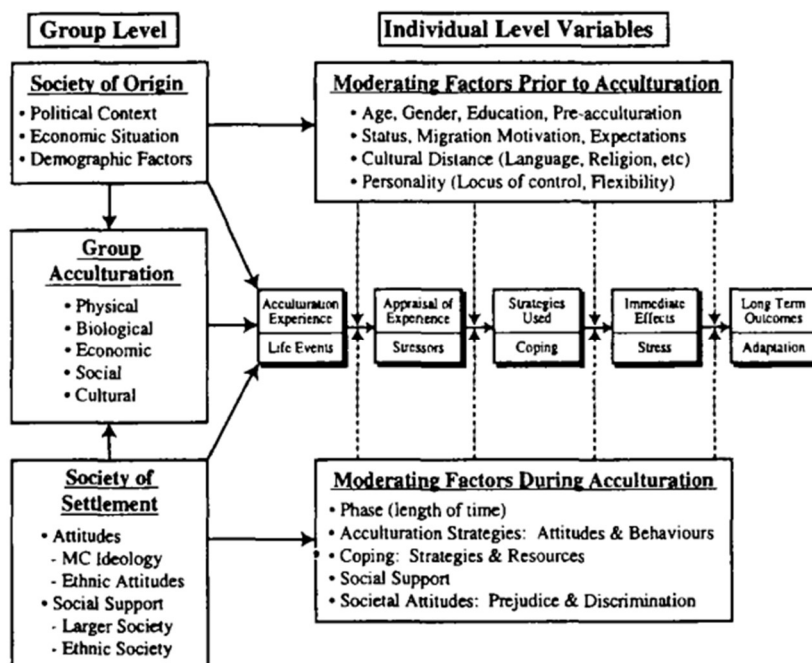 Group Level
Individual Level Variables
Society of Origin
• Political Context
• Economic Situation
• Demographic Factors
Moderating Factors Prior to Acculturation
• Age, Gender, Education, Pre-acculturation
• Status, Migration Motivation, Expectations
• Cultural Distance (Language, Religion, etc)
• Personality (Locus of control, Flexibility)
Group
Acculturation
• Physical
• Biological
• Economic
• Social
• Cultural
Acculturation
Experience
Life Events
Appraisal of
Experience
Stressors
Strategies
Used
Coping
Immediate
Effects
Stress
Long Term
Outcomes
Adaptation
Society of
Settlement
• Attitudes
- MC Ideology
- Ethnic Attitudes
• Social Support
- Larger Society
- Ethnic Society
Moderating Factors During Acculturation
• Phase (length of time)
• Acculturation Strategies: Attitudes & Behaviours
• Coping: Strategies & Resources
• Social Support
• Societal Attitudes: Prejudice & Discrimination